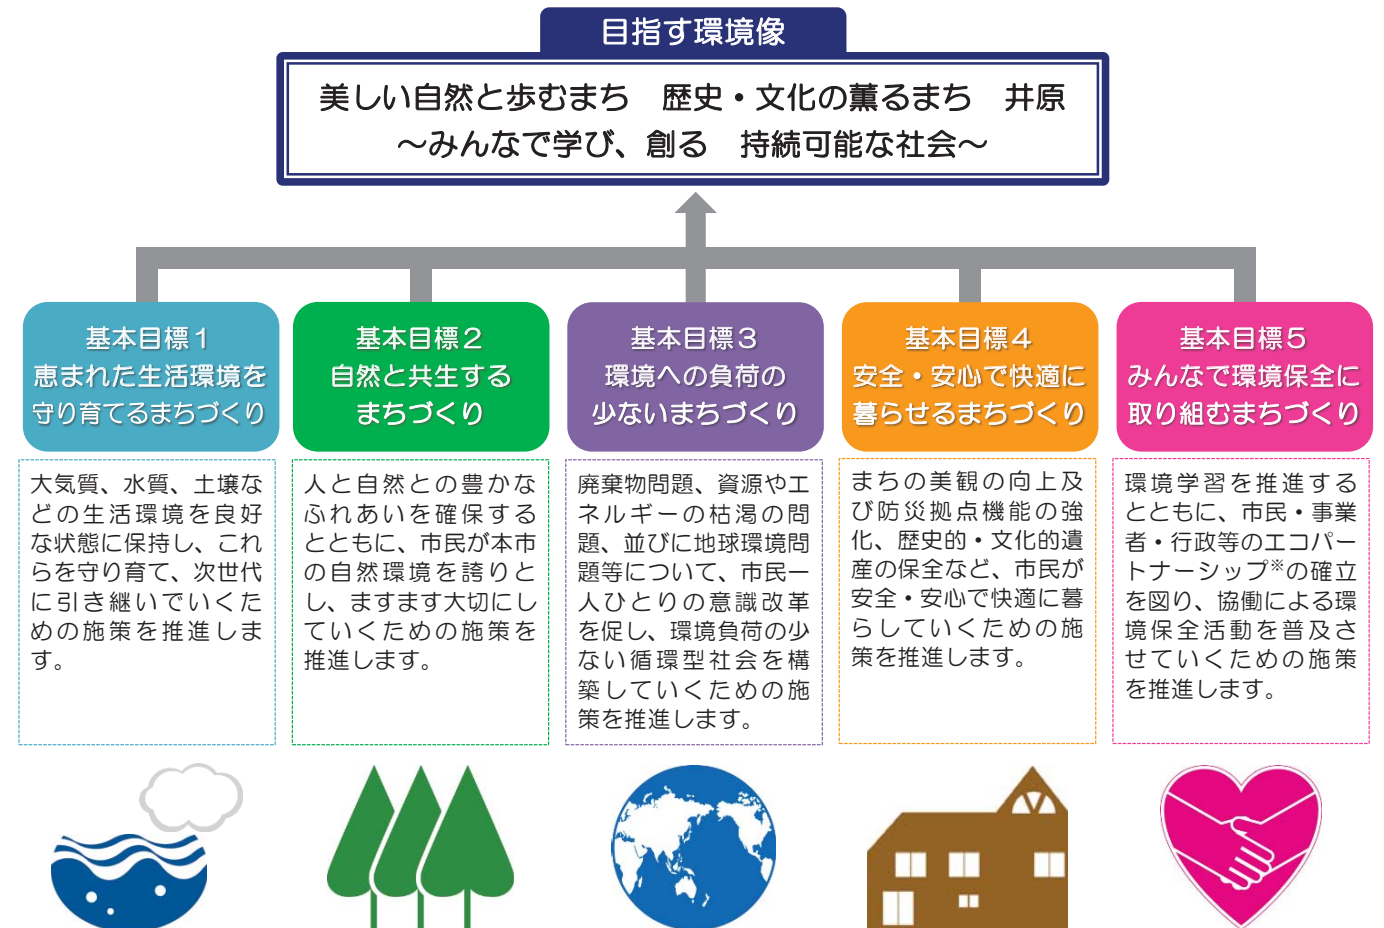 目指す環境像
美しい自然と歩むまち　歴史・文化の薫るまち　井原
～みんなで学び、創る　持続可能な社会～
基本目標１
恵まれた生活環境を
守り育てるまちづくり
大気質、水質、土壌な
どの生活環境を良好
な状態に保持し、これ
らを守り育て、次世代
に引き継いでいくた
めの施策を推進しま
す。
基本目標２
自然と共生する
まちづくり
人と自然との豊かな
ふれあいを確保する
とともに、市民が本市
の自然環境を誇りと
し、ますます大切にし
ていくための施策を
推進します。
基本目標３
環境への負荷の
少ないまちづくり
廃棄物問題、資源やエ
ネルギーの枯渇の問
題、並びに地球環境問
題等について、市民一
人ひとりの意識改革
を促し、環境負荷の少
ない循環型社会を構
築していくための施
策を推進します。
基本目標４
安全・安心で快適に
暮らせるまちづくり
まちの美観の向上及
び防災拠点機能の強
化、歴史的・文化的遺
産の保全など、市民が
安全・安心で快適に暮
らしていくための施
策を推進します。
基本目標５
みんなで環境保全に
取り組むまちづくり
環境学習を推進する
とともに、市民・事業
者・行政等のエコパー
トナーシップ※の確立
を図り、協働による環
境保全活動を普及さ
せていくための施策
を推進します。